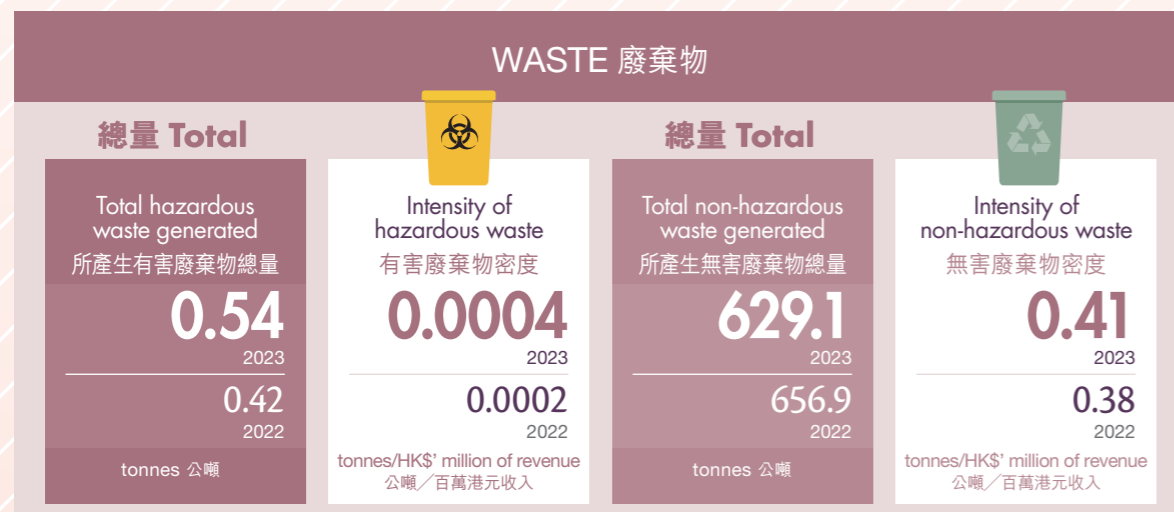 WASTE 廢棄物
總量 Total
Total hazardous
waste generated
所產生有害廢棄物總量
0.54
2023
0.42
2022
tonnes 公噸
Intensity of
hazardous waste
有害廢棄物密度
0.0004
2023
0.0002
2022
tonnes/HK$' million of revenue
公噸╱百萬港元收入
總量 Total
Total non-hazardous
waste generated
所產生無害廢棄物總量
629.1
2023
656.9
2022
tonnes 公噸
Intensity of
non-hazardous waste
無害廢棄物密度
0.41
2023
0.38
2022
tonnes/HK$' million of revenue
公噸╱百萬港元收入